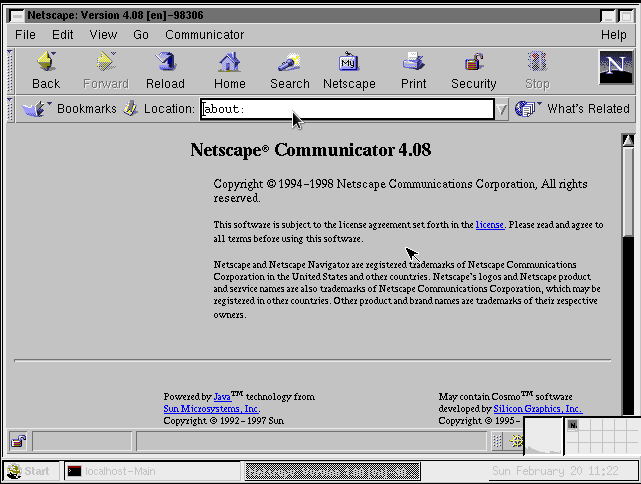 Netscape: Version 4.08 [en]-98306
File Edit View Go Communicator Help
Back Forward Reload Home Search Netscape Print Security Stop
My
N
Bookmarks Location: about: What's Related
Netscape® Communicator 4.08
Copyright © 1994-1998 Netscape Communications Corporation, All rights
reserved.
This software is subject to the license agreement set forth in the license. Please read and agree to
all terms before using this software.
Netscape and Netscape Navigator are registered trademarks of Netscape Communications
Corporation in the United States and other countries. Netscape's logos and Netscape product
and service names are also trademarks of Netscape Communications Corporation, which may be
registered in other countries. Other product and brand names are trademarks of their respective
owners.
Powered by Java™ technology from
Sun Microsystems, Inc.
Copyright © 1992-1997 Sun
May contain Cosmo™ software
developed by Silicon Graphics, Inc.
Copyright © 1995-
N
Start localhost-Main Sun February 20 11:22